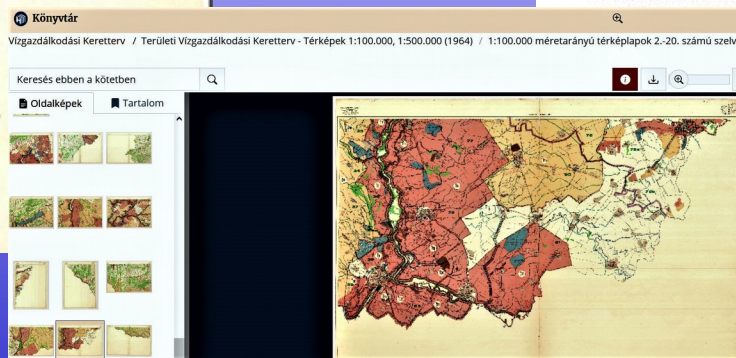 Könyvtár
Vízgazdálkodási Keretterv / Területi Vízgazdálkodási Keretterv - Térképek 1:100.000, 1:500.000 (1964) / 1:100.000 méretarányú térképlapok 2.-20. számú szelv
Keresés ebben a kötetben
Oldalképek
Tartalom